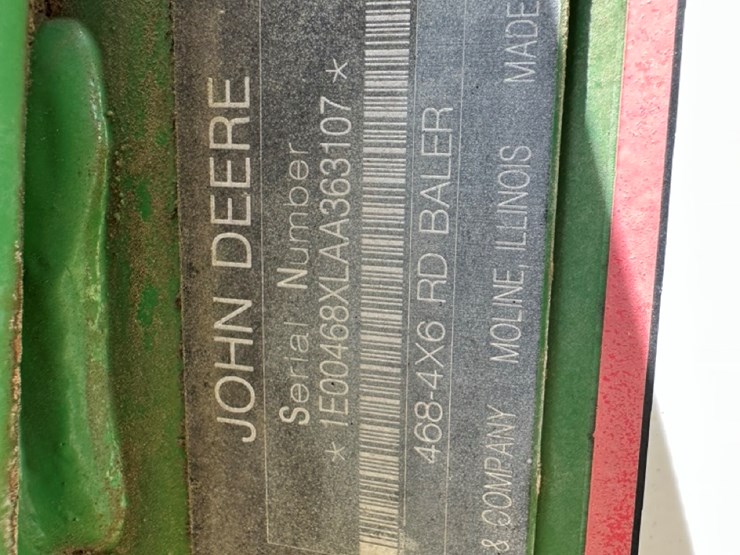 JOHN DEERE
Serial Number
* 1E00468XLAA363107 *
468-4X6 RD BALER
& COMPANY MOLINE, ILLINOIS MADE